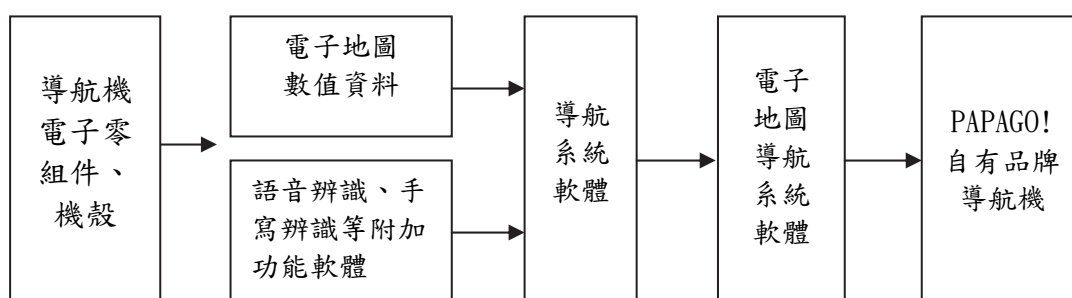 導航機
電子零
組件、
機殼
電子地圖
數值資料
語音辨識、手
寫辨識等附加
功能軟體
導航
系統
軟體
電子
地圖
導航
系統
軟體
PAPAGO!
自有品牌
導航機